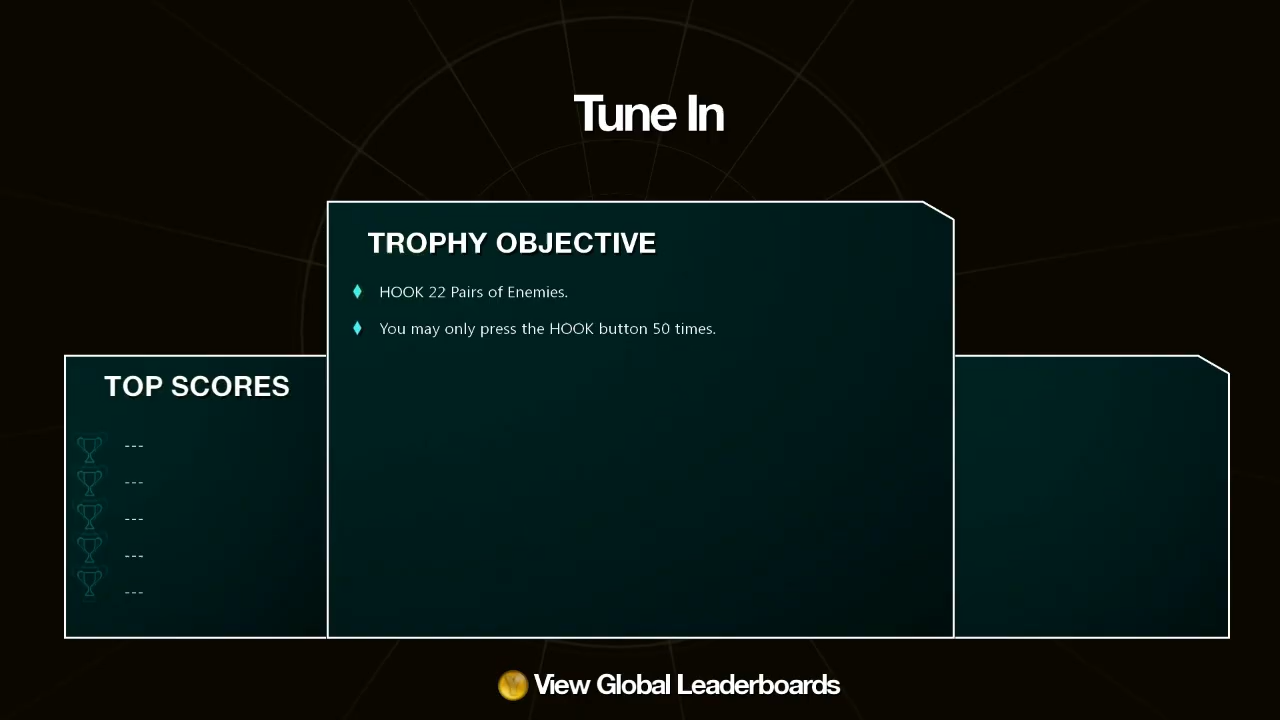 Tune In
TROPHY OBJECTIVE
HOOK 22 Pairs of Enemies.
You may only press the HOOK button 50 times.
TOP SCORES
---
---
---
---
---
Y View Global Leaderboards